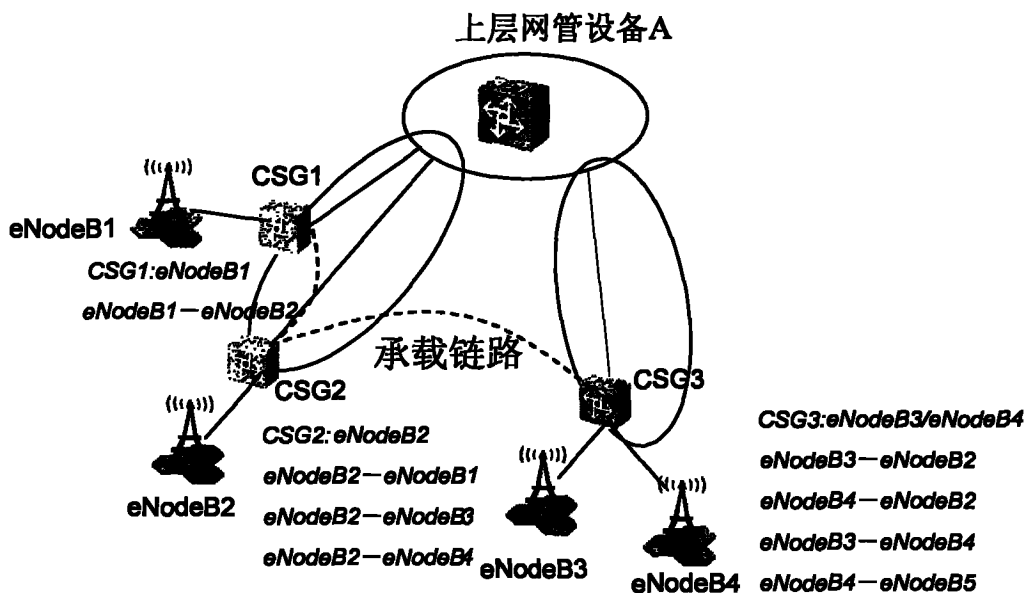 上层网管设备A
CSG1
eNodeB1
CSG1:eNodeB1
eNodeB1－eNodeB2
承载链路
CSG2
CSG3
eNodeB2
CSG2:eNodeB2
eNodeB2－eNodeB1
eNodeB2－eNodeB3
eNodeB2－eNodeB4
eNodeB3
eNodeB4
CSG3:eNodeB3/eNodeB4
eNodeB3－eNodeB2
eNodeB4－eNodeB2
eNodeB3－eNodeB4
eNodeB4－eNodeB5